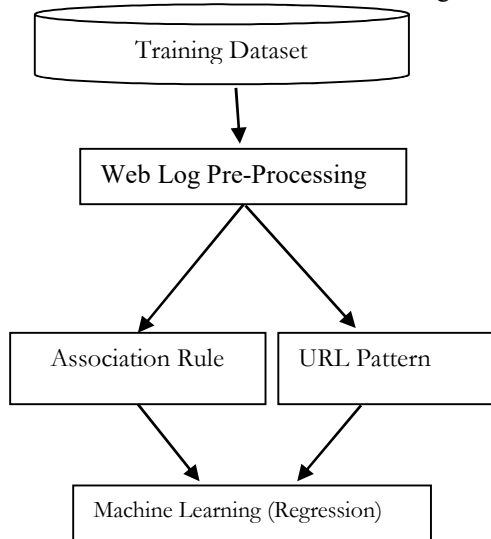 Training Dataset
Web Log Pre-Processing
Association Rule
URL Pattern
Machine Learning (Regression)